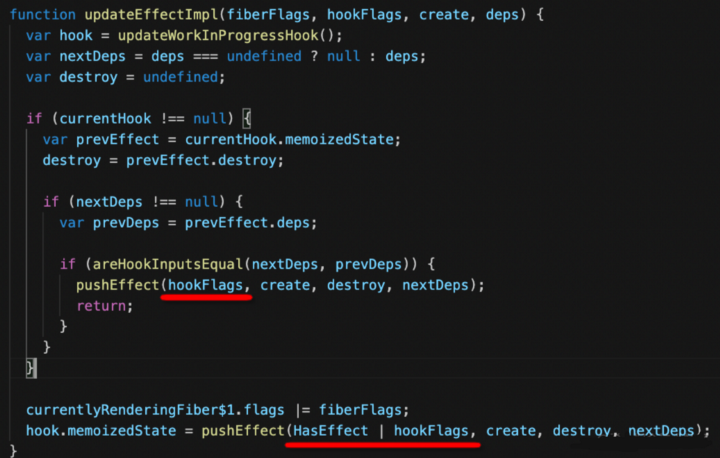 function updateEffectImpl(fiberFlags, hookFlags, create, deps) {
  var hook = updateWorkInProgressHook();
  var nextDeps = deps === undefined ? null : deps;
  var destroy = undefined;

  if (currentHook !== null) {
    var prevEffect = currentHook.memoizedState;
    destroy = prevEffect.destroy;

    if (nextDeps !== null) {
      var prevDeps = prevEffect.deps;

      if (areHookInputsEqual(nextDeps, prevDeps)) {
        pushEffect(hookFlags, create, destroy, nextDeps);
        return;
      }
    }
  }

  currentlyRenderingFiber$1.flags |= fiberFlags;
  hook.memoizedState = pushEffect(HasEffect | hookFlags, create, destroy, nextDeps);
}